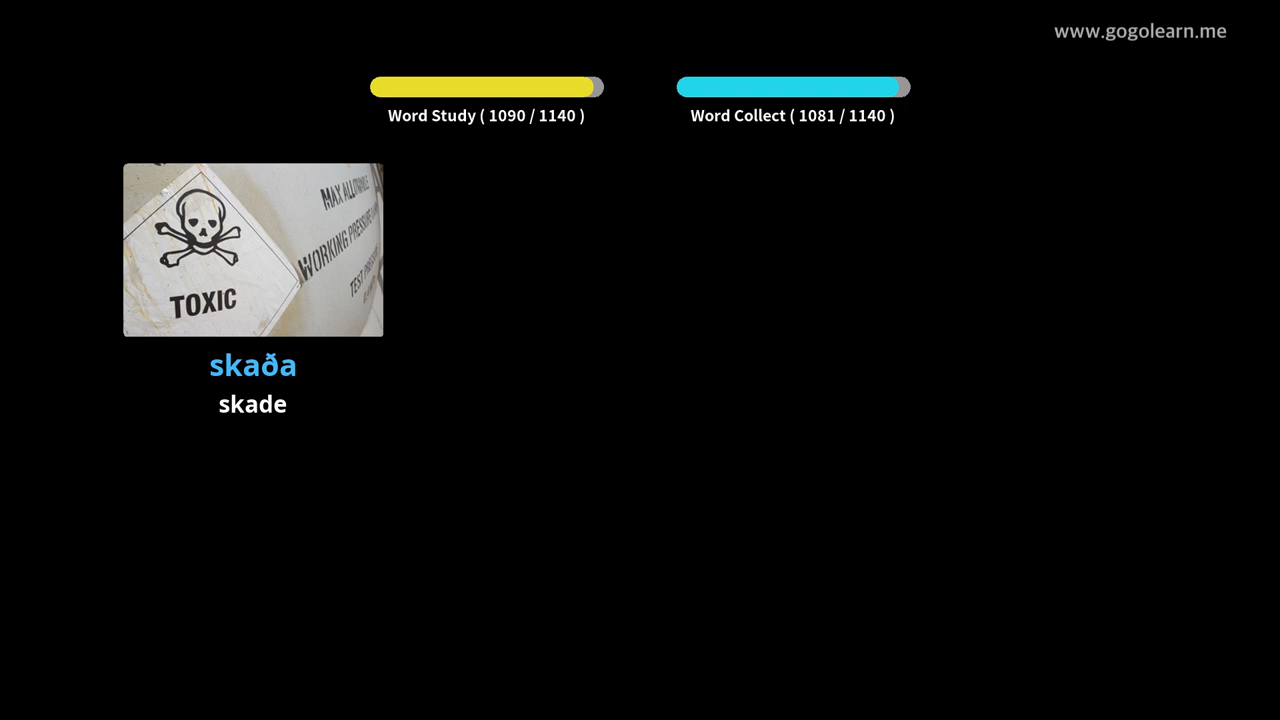 www.gogolearn.me
Word Study ( 1090 / 1140 )
Word Collect ( 1081 / 1140 )
TOXIC
MAX ALLOWABLE
WORKING PRESSURE
TEST
skaða
skade